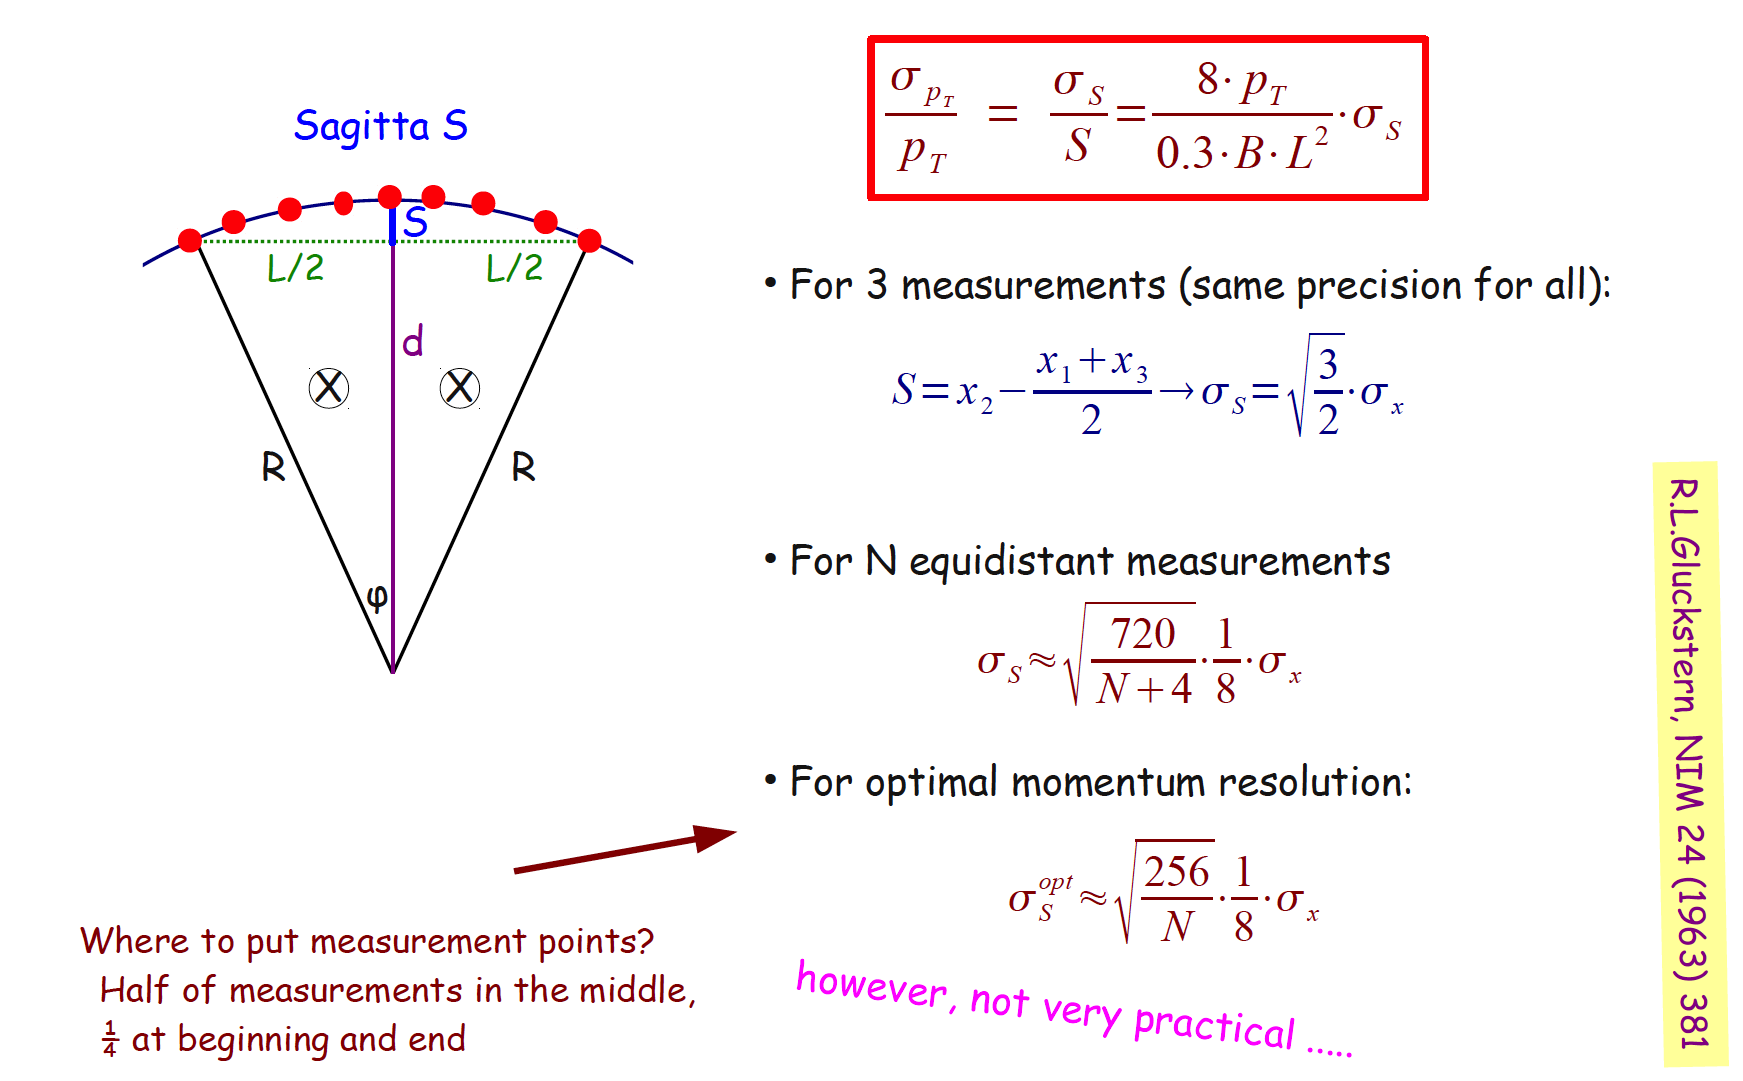 Sagitta S
S
L/2 L/2
d
X X
R R
φ
σ_{p_T} / p_T = σ_S / S = 8·p_T / (0.3·B·L²) · σ_S
• For 3 measurements (same precision for all):
S = x₂ − (x₁ + x₃) / 2 → σ_S = √(3/2) · σ_x
• For N equidistant measurements
σ_S ≈ √(720 / (N+4)) · 1/8 · σ_x
• For optimal momentum resolution:
σ_S^{opt} ≈ √(256 / N) · 1/8 · σ_x
however, not very practical .....
Where to put measurement points?
Half of measurements in the middle,
¼ at beginning and end
R.L.Gluckstern, NIM 24 (1963) 381